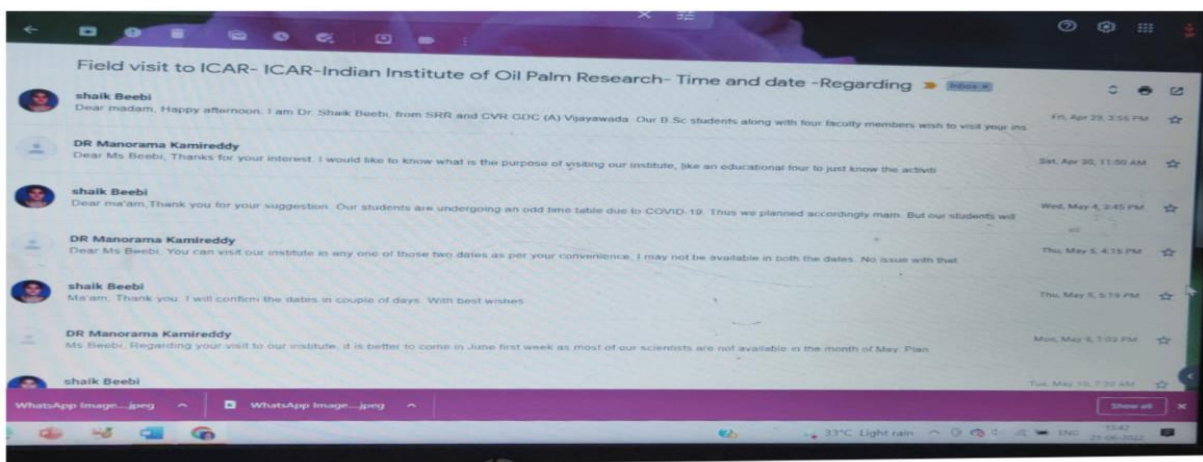 Field visit to ICAR- ICAR-Indian Institute of Oil Palm Research- Time and date -Regarding Inbox ×
shaik Beebi
Dear madam, Happy afternoon. I am Dr. Shaik Beebi, from SRR and CVR GDC (A) Vijayawada. Our B.Sc students along with four faculty members wish to visit your ins Fri, Apr 29, 3:55 PM
DR Manorama Kamireddy
Dear Ms Beebi, Thanks for your interest. I would like to know what is the purpose of visiting our institute, like an educational tour to just know the activiti Sat, Apr 30, 11:00 AM
shaik Beebi
Dear ma'am,Thank you for your suggestion. Our students are undergoing an odd time table due to COVID-19. Thus we planned accordingly mam. But our students will Wed, May 4, 2:45 PM
DR Manorama Kamireddy
Dear Ms Beebi, You can visit our institute in any one of those two dates as per your convenience. I may not be available in both the dates. No issue with that Thu, May 5, 4:15 PM
shaik Beebi
Ma'am, Thank you. I will confirm the dates in couple of days. With best wishes Thu, May 5, 5:19 PM
DR Manorama Kamireddy
Ms Beebi, Regarding your visit to our institute, it is better to come in June first week as most of our scientists are not available in the month of May. Plan Mon, May 9, 7:03 PM
shaik Beebi Tue, May 10, 7:20 AM
WhatsApp Image....jpeg WhatsApp Image....jpeg Show all ×
33°C Light rain ENG 15:42
21-06-2022